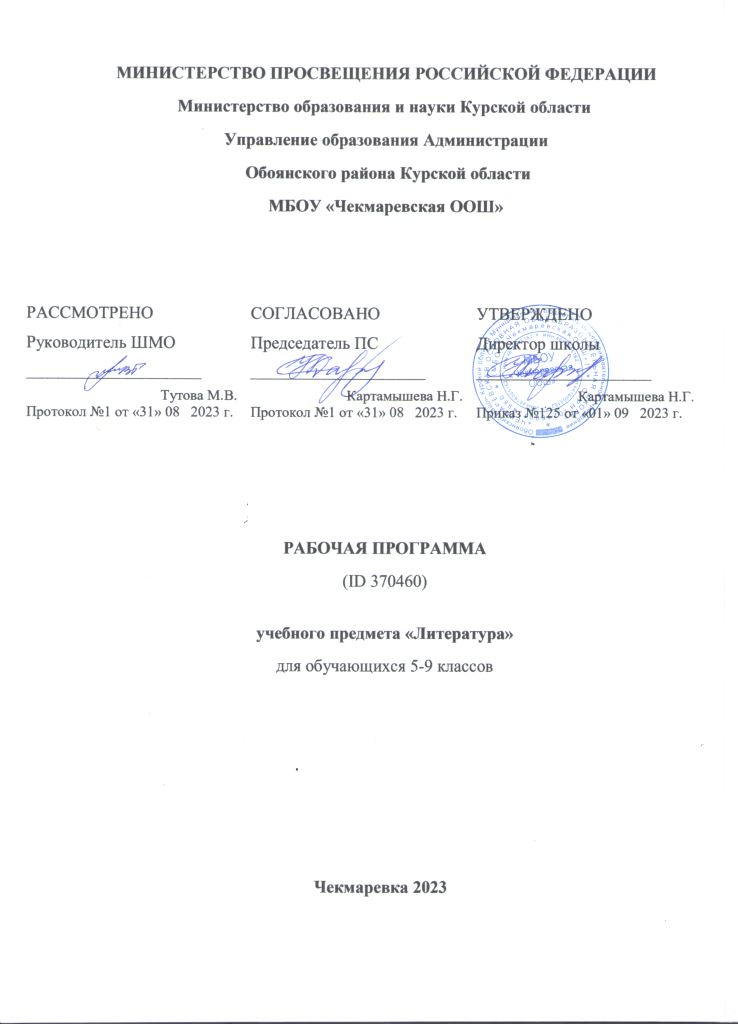 МИНИСТЕРСТВО ПРОСВЕЩЕНИЯ РОССИЙСКОЙ ФЕДЕРАЦИИ
Министерство образования и науки Курской области
Управление образования Администрации
Обоянского района Курской области
МБОУ «Чекмаревская ООШ»
РАССМОТРЕНО
Руководитель ШМО
Тутова М.В.
Протокол №1 от «31» 08 2023 г.
СОГЛАСОВАНО
Председатель ПС
Картамышева Н.Г.
Протокол №1 от «31» 08 2023 г.
УТВЕРЖДЕНО
Директор школы
Картамышева Н.Г.
Приказ №125 от «01» 09 2023 г.
РАБОЧАЯ ПРОГРАММА
(ID 370460)
учебного предмета «Литература»
для обучающихся 5-9 классов
Чекмаревка 2023